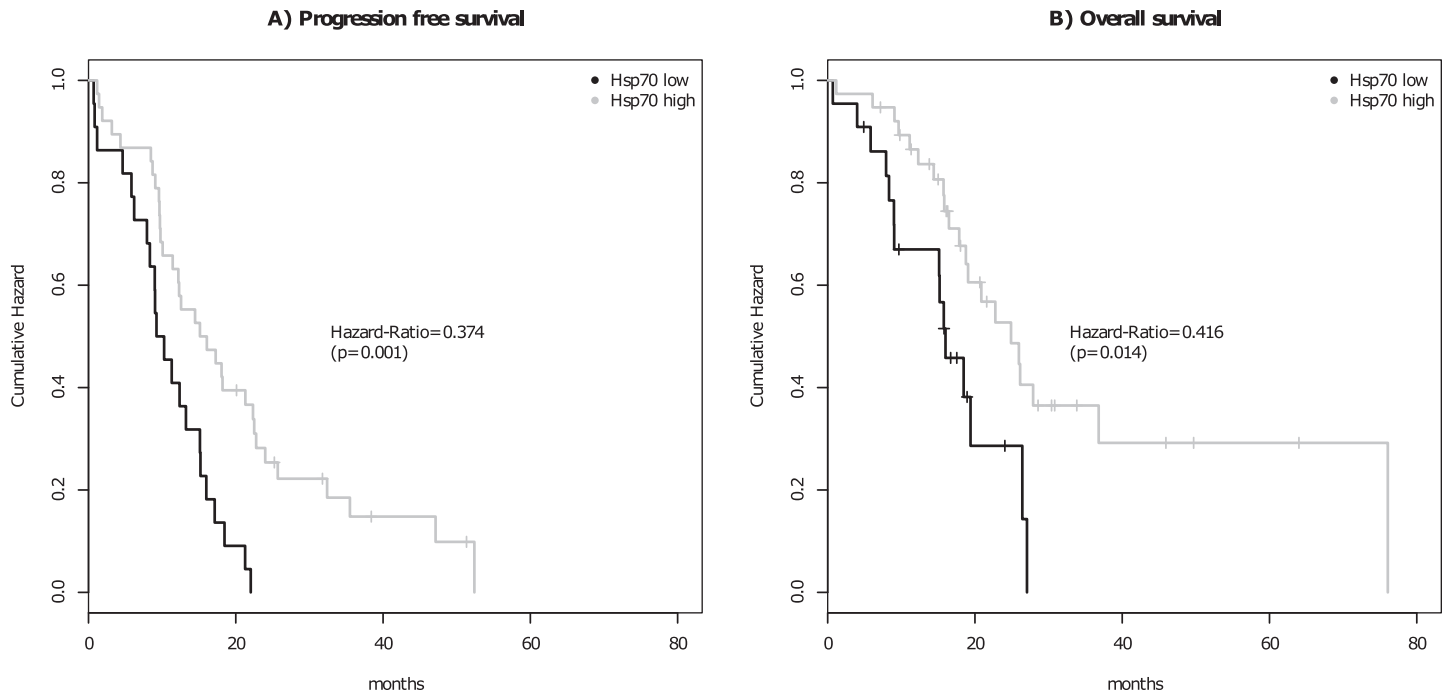 A) Progression free survival
Cumulative Hazard
1.0
0.8
0.6
0.4
0.2
0.0
Hsp70 low
Hsp70 high
Hazard-Ratio=0.374
(p=0.001)
0 20 40 60 80
months
B) Overall survival
Cumulative Hazard
1.0
0.8
0.6
0.4
0.2
0.0
Hsp70 low
Hsp70 high
Hazard-Ratio=0.416
(p=0.014)
0 20 40 60 80
months